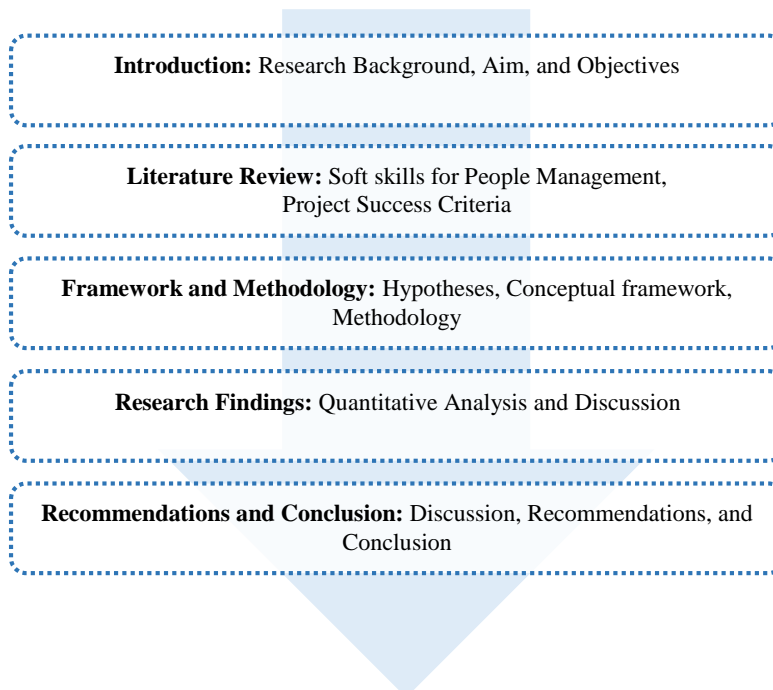 Introduction: Research Background, Aim, and Objectives
Literature Review: Soft skills for People Management,
Project Success Criteria
Framework and Methodology: Hypotheses, Conceptual framework,
Methodology
Research Findings: Quantitative Analysis and Discussion
Recommendations and Conclusion: Discussion, Recommendations, and
Conclusion